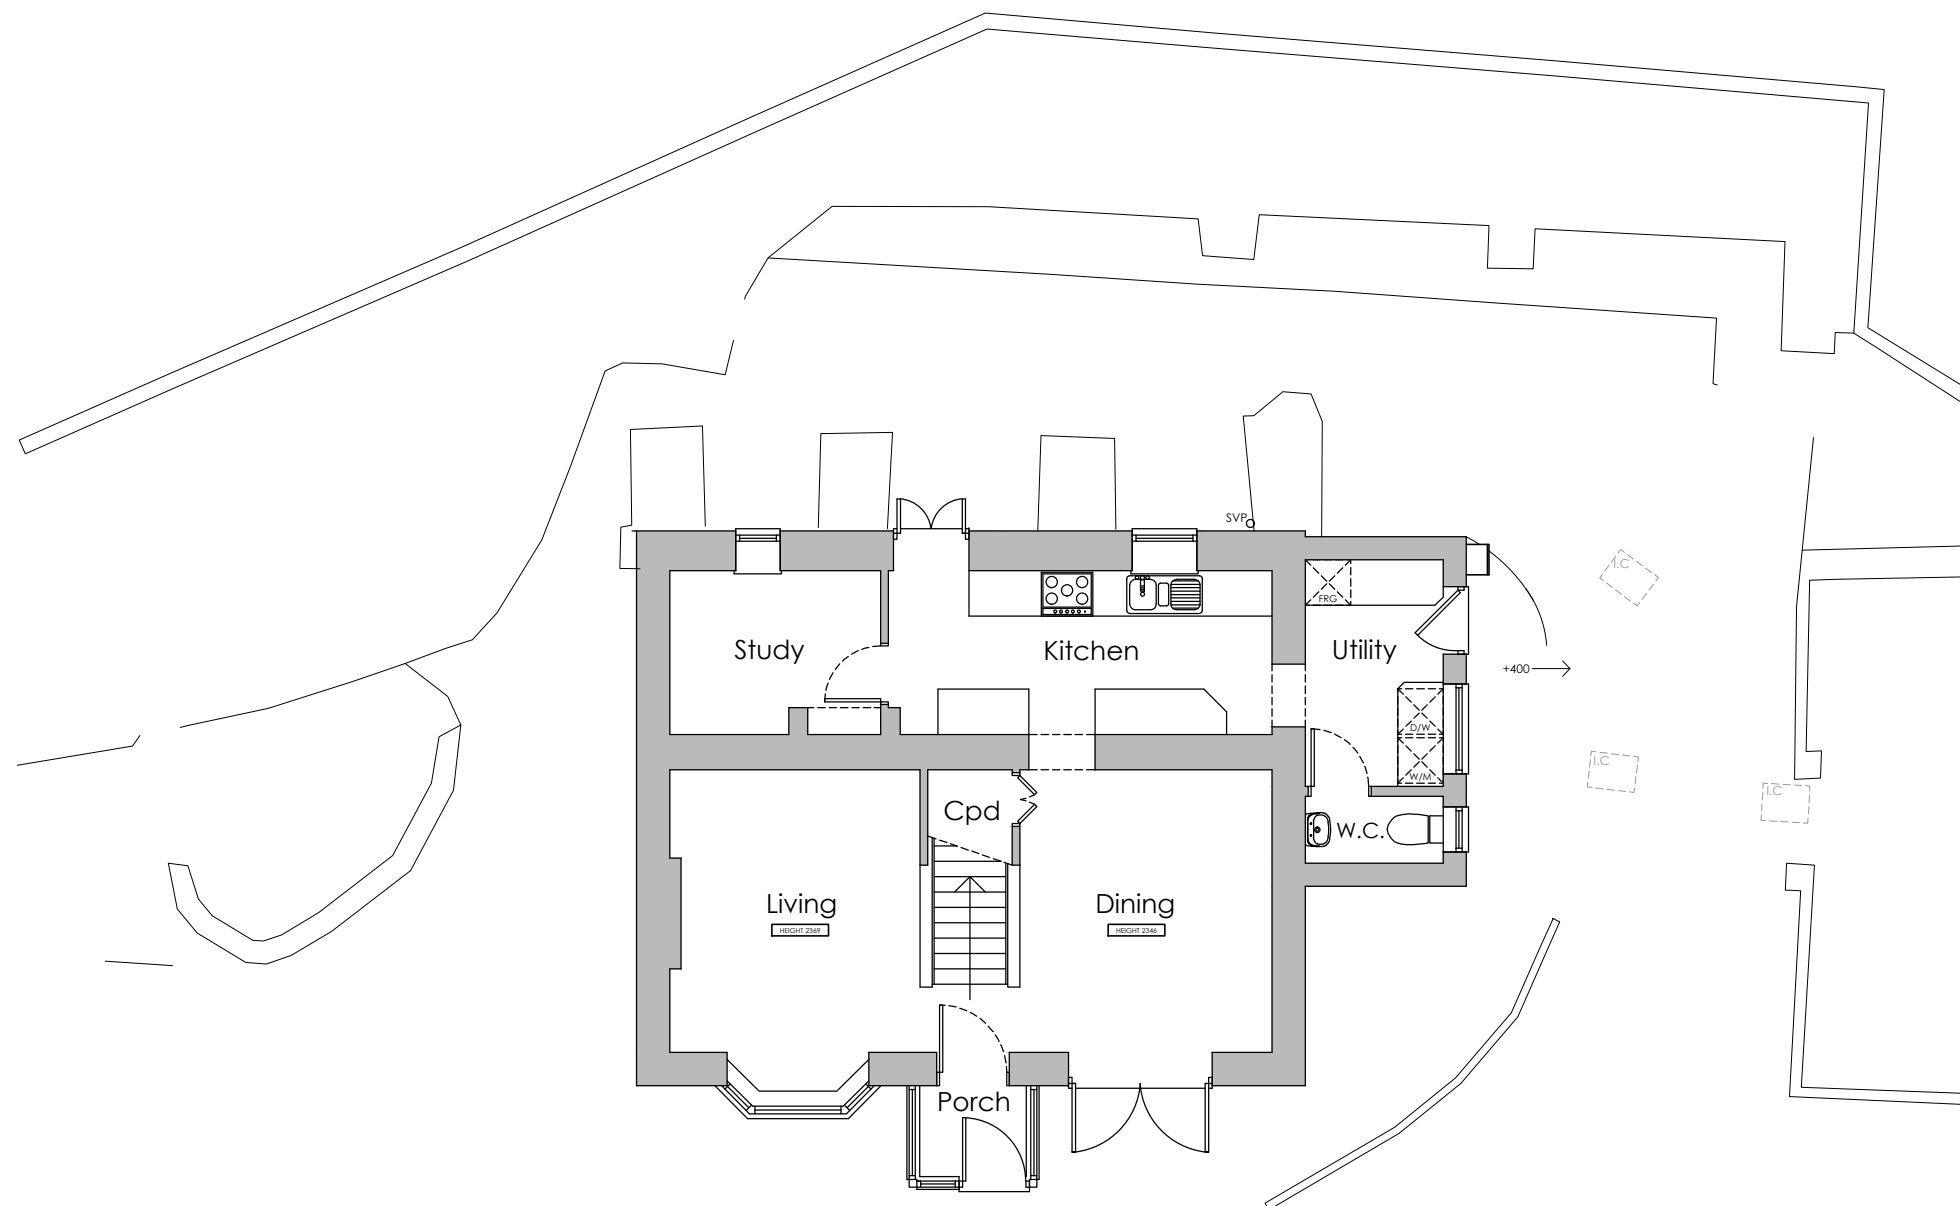 SVP
I.C
FRG
Study
Kitchen
Utility
+400
D/W
I.C
W/M
I.C
Cpd
W.C.
Living
HEIGHT 2369
Dining
HEIGHT 2346
Porch